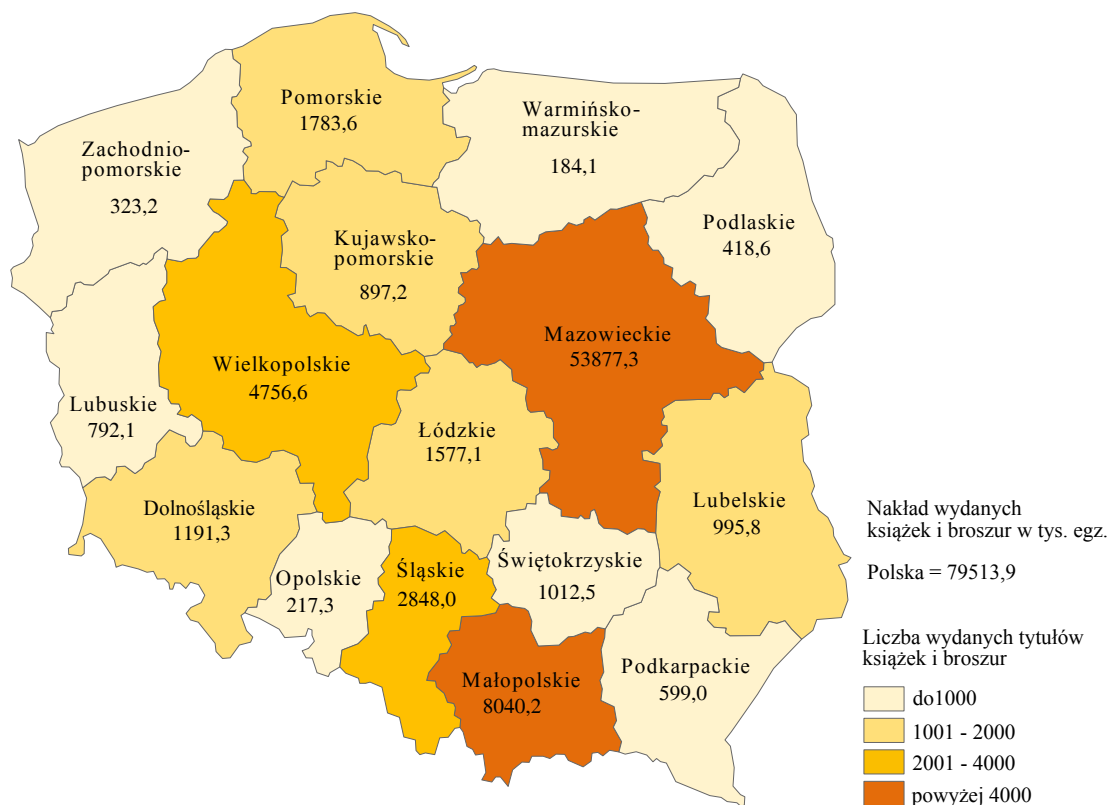 Pomorskie
1783,6
Warmińsko-
mazurskie
184,1
Zachodnio-
pomorskie
323,2
Podlaskie
418,6
Kujawsko-
pomorskie
897,2
Mazowieckie
53877,3
Wielkopolskie
4756,6
Lubuskie
792,1
Łódzkie
1577,1
Dolnośląskie
1191,3
Lubelskie
995,8
Opolskie
217,3
Śląskie
2848,0
Świętokrzyskie
1012,5
Małopolskie
8040,2
Podkarpackie
599,0
Nakład wydanych
książek i broszur w tys. egz.
Polska = 79513,9
Liczba wydanych tytułów
książek i broszur
do1000
1001 - 2000
2001 - 4000
powyżej 4000